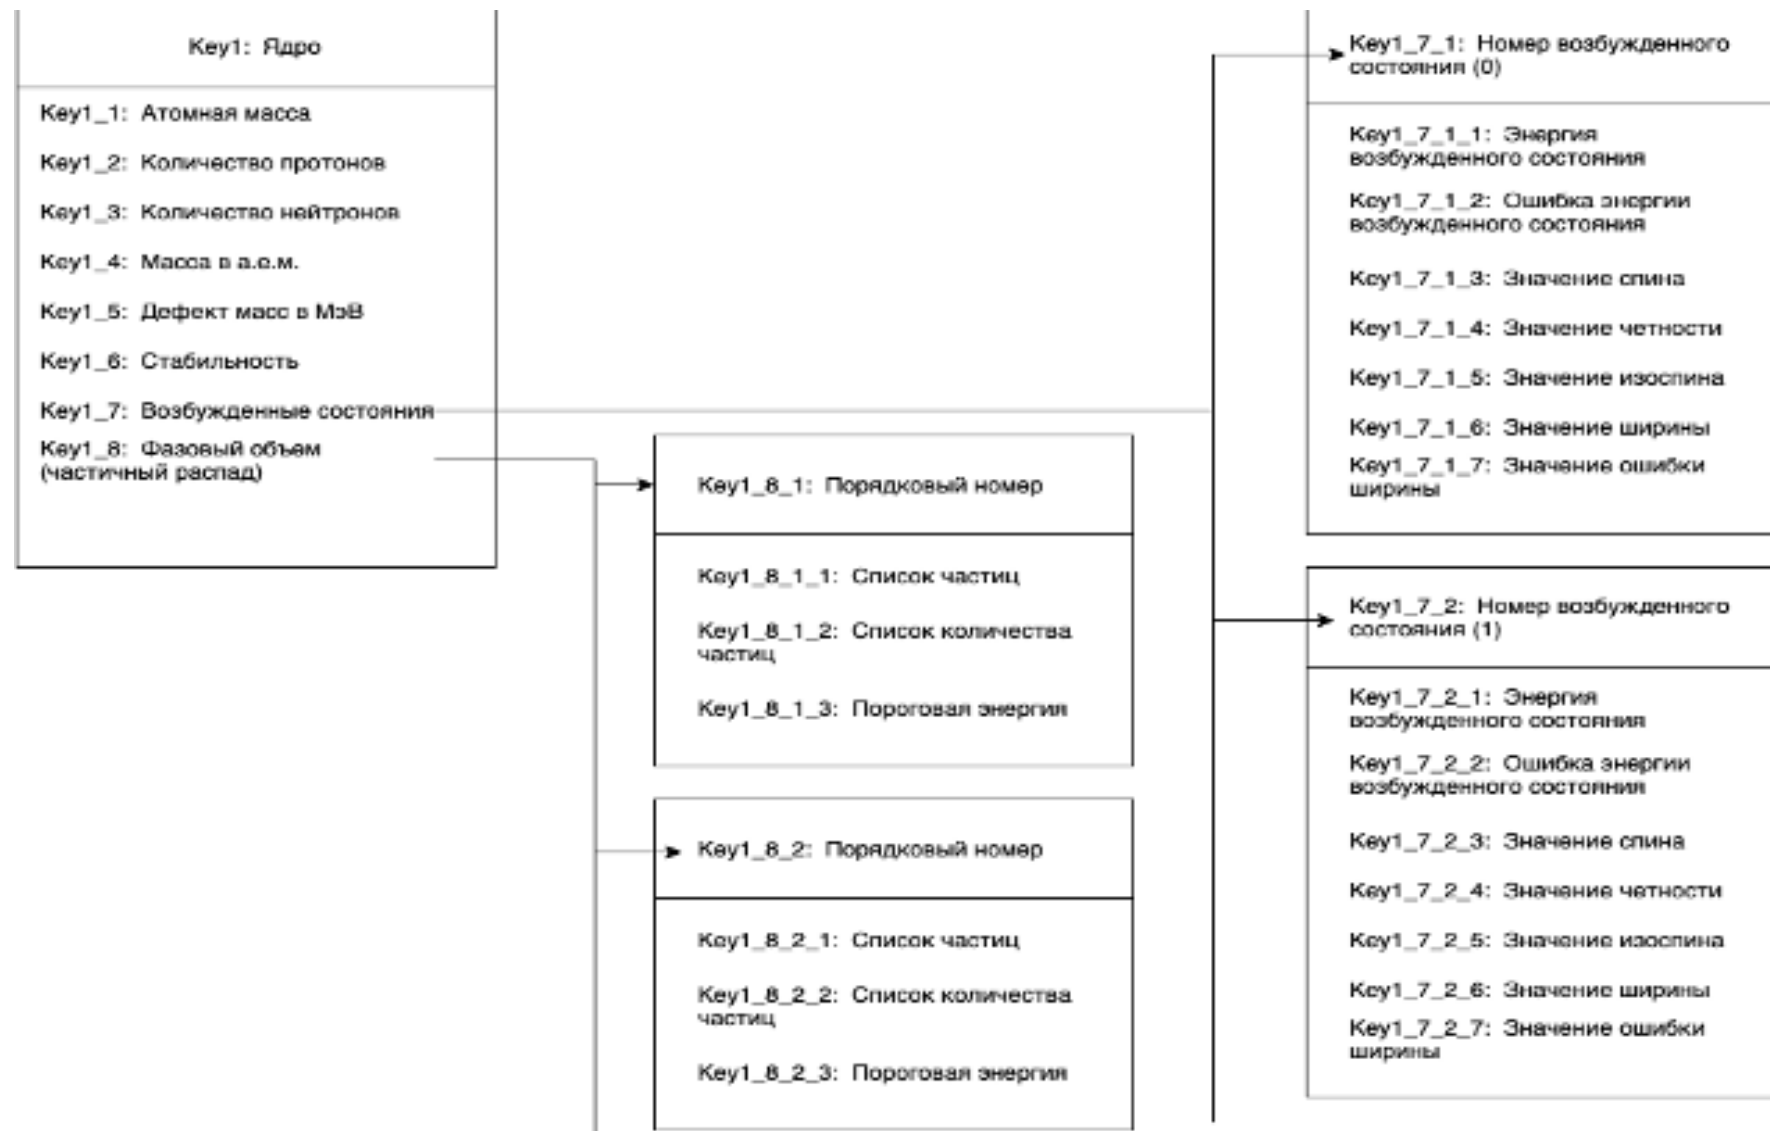 Key1: Ядро
Key1_1: Атомная масса
Key1_2: Количество протонов
Key1_3: Количество нейтронов
Key1_4: Масса в а.е.м.
Key1_5: Дефект масс в МэВ
Key1_6: Стабильность
Key1_7: Возбужденные состояния
Key1_8: Фазовый объем
(частичный распад)
Key1_8_1: Порядковый номер
Key1_8_1_1: Список частиц
Key1_8_1_2: Список количества
частиц
Key1_8_1_3: Пороговая энергия
Key1_8_2: Порядковый номер
Key1_8_2_1: Список частиц
Key1_8_2_2: Список количества
частиц
Key1_8_2_3: Пороговая энергия
Key1_7_1: Номер возбужденного
состояния (0)
Key1_7_1_1: Энергия
возбужденного состояния
Key1_7_1_2: Ошибка энергии
возбужденного состояния
Key1_7_1_3: Значение спина
Key1_7_1_4: Значение четности
Key1_7_1_5: Значение изоспина
Key1_7_1_6: Значение ширины
Key1_7_1_7: Значение ошибки
ширины
Key1_7_2: Номер возбужденного
состояния (1)
Key1_7_2_1: Энергия
возбужденного состояния
Key1_7_2_2: Ошибка энергии
возбужденного состояния
Key1_7_2_3: Значение спина
Key1_7_2_4: Значение четности
Key1_7_2_5: Значение изоспина
Key1_7_2_6: Значение ширины
Key1_7_2_7: Значение ошибки
ширины